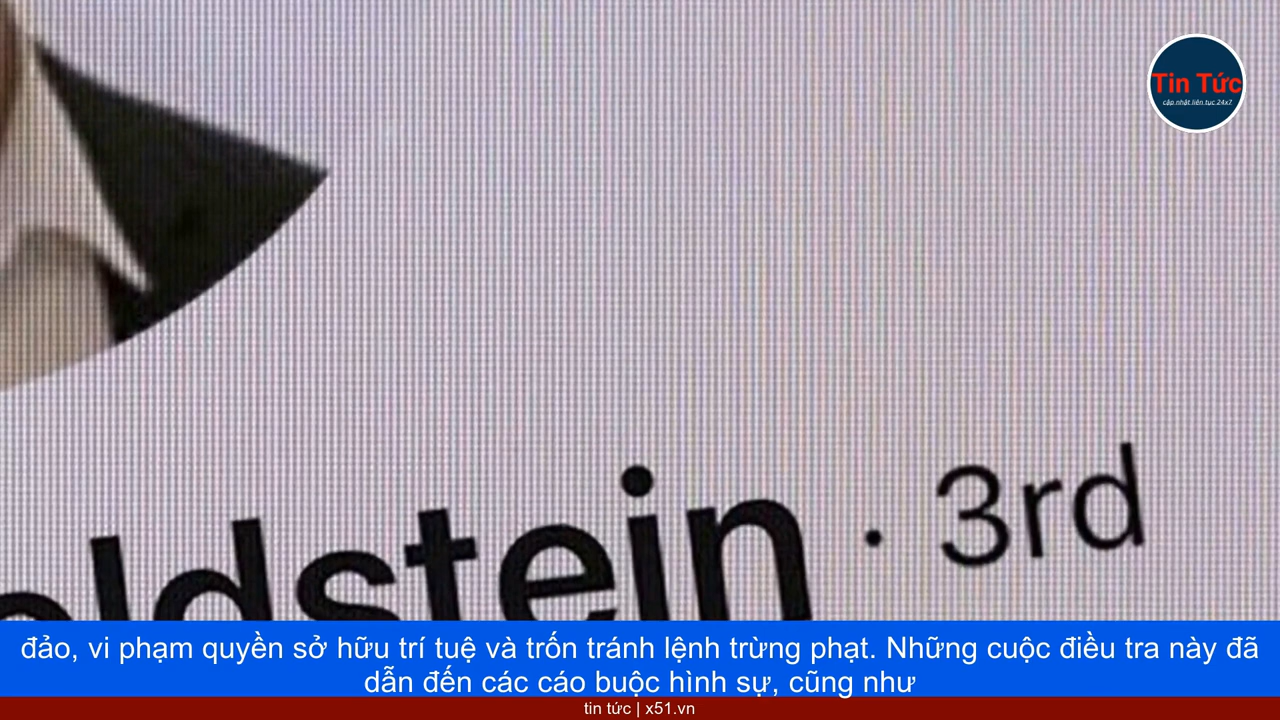 Tin Tức
cập nhật liên tục 24x7
· 3rd
đảo, vi phạm quyền sở hữu trí tuệ và trốn tránh lệnh trừng phạt. Những cuộc điều tra này đã
dẫn đến các cáo buộc hình sự, cũng như
tin tức | x51.vn